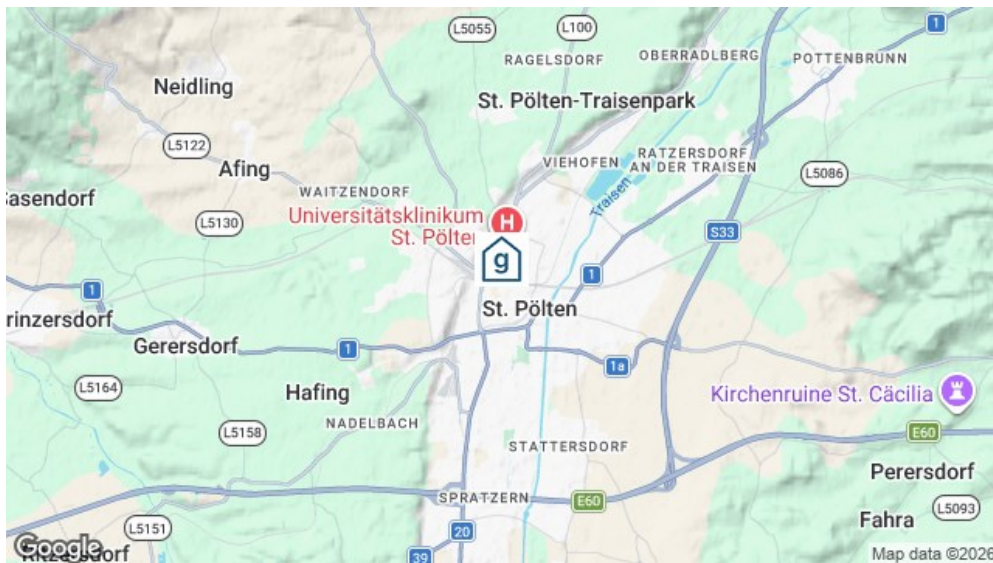 L5055
L100
1
RAGELSDORF
OBERRADLBERG
POTTENBRUNN
Neidling
St. Pölten-Traisenpark
L5122
Afing
VIEHOFEN
RATZERSDORF
AN DER TRAISEN
L5086
WAITZENDORF
Traisen
L5130
Universitätsklinikum
St. Pölten
H
S33
g
1
1
St. Pölten
Gerersdorf
1
1a
L5164
Hafing
Kirchenruine St. Cäcilia
NADELBACH
L5158
E60
STATTERSDORF
Perersdorf
SPRATZERN
E60
L5093
Fahra
L5151
20
Google
39
Map data ©2026